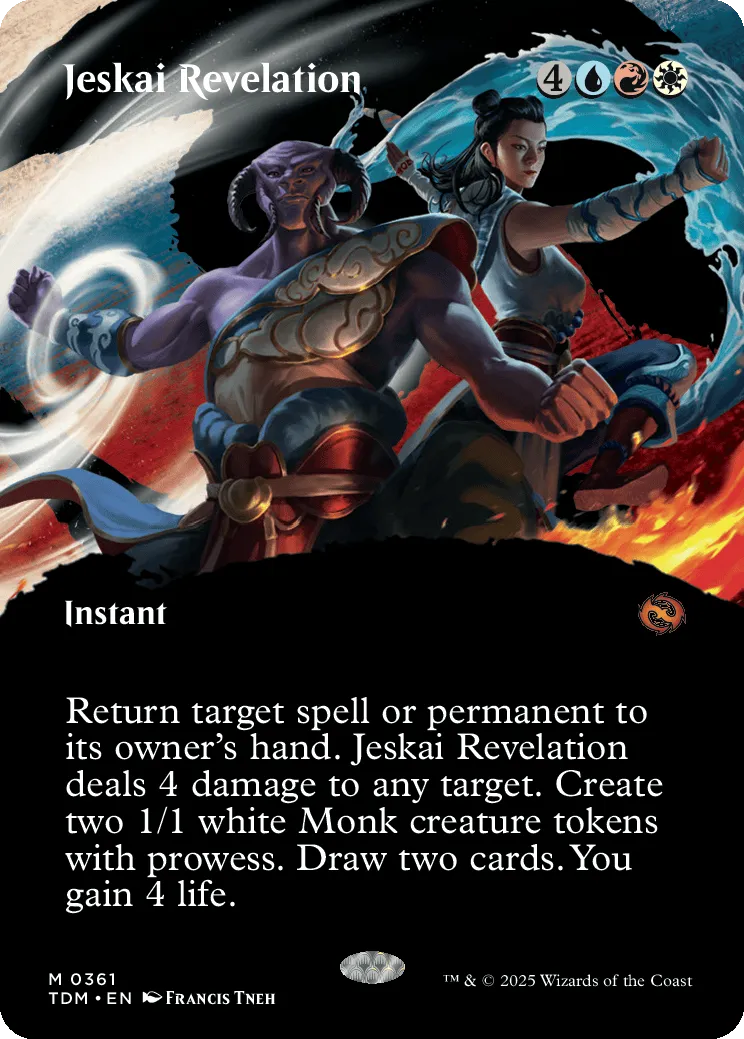 Jeskai Revelation 4
Instant
Return target spell or permanent to
its owner's hand. Jeskai Revelation
deals 4 damage to any target. Create
two 1/1 white Monk creature tokens
with prowess. Draw two cards. You
gain 4 life.
M 0361
TDM • EN Francis Tneh
™ & © 2025 Wizards of the Coast